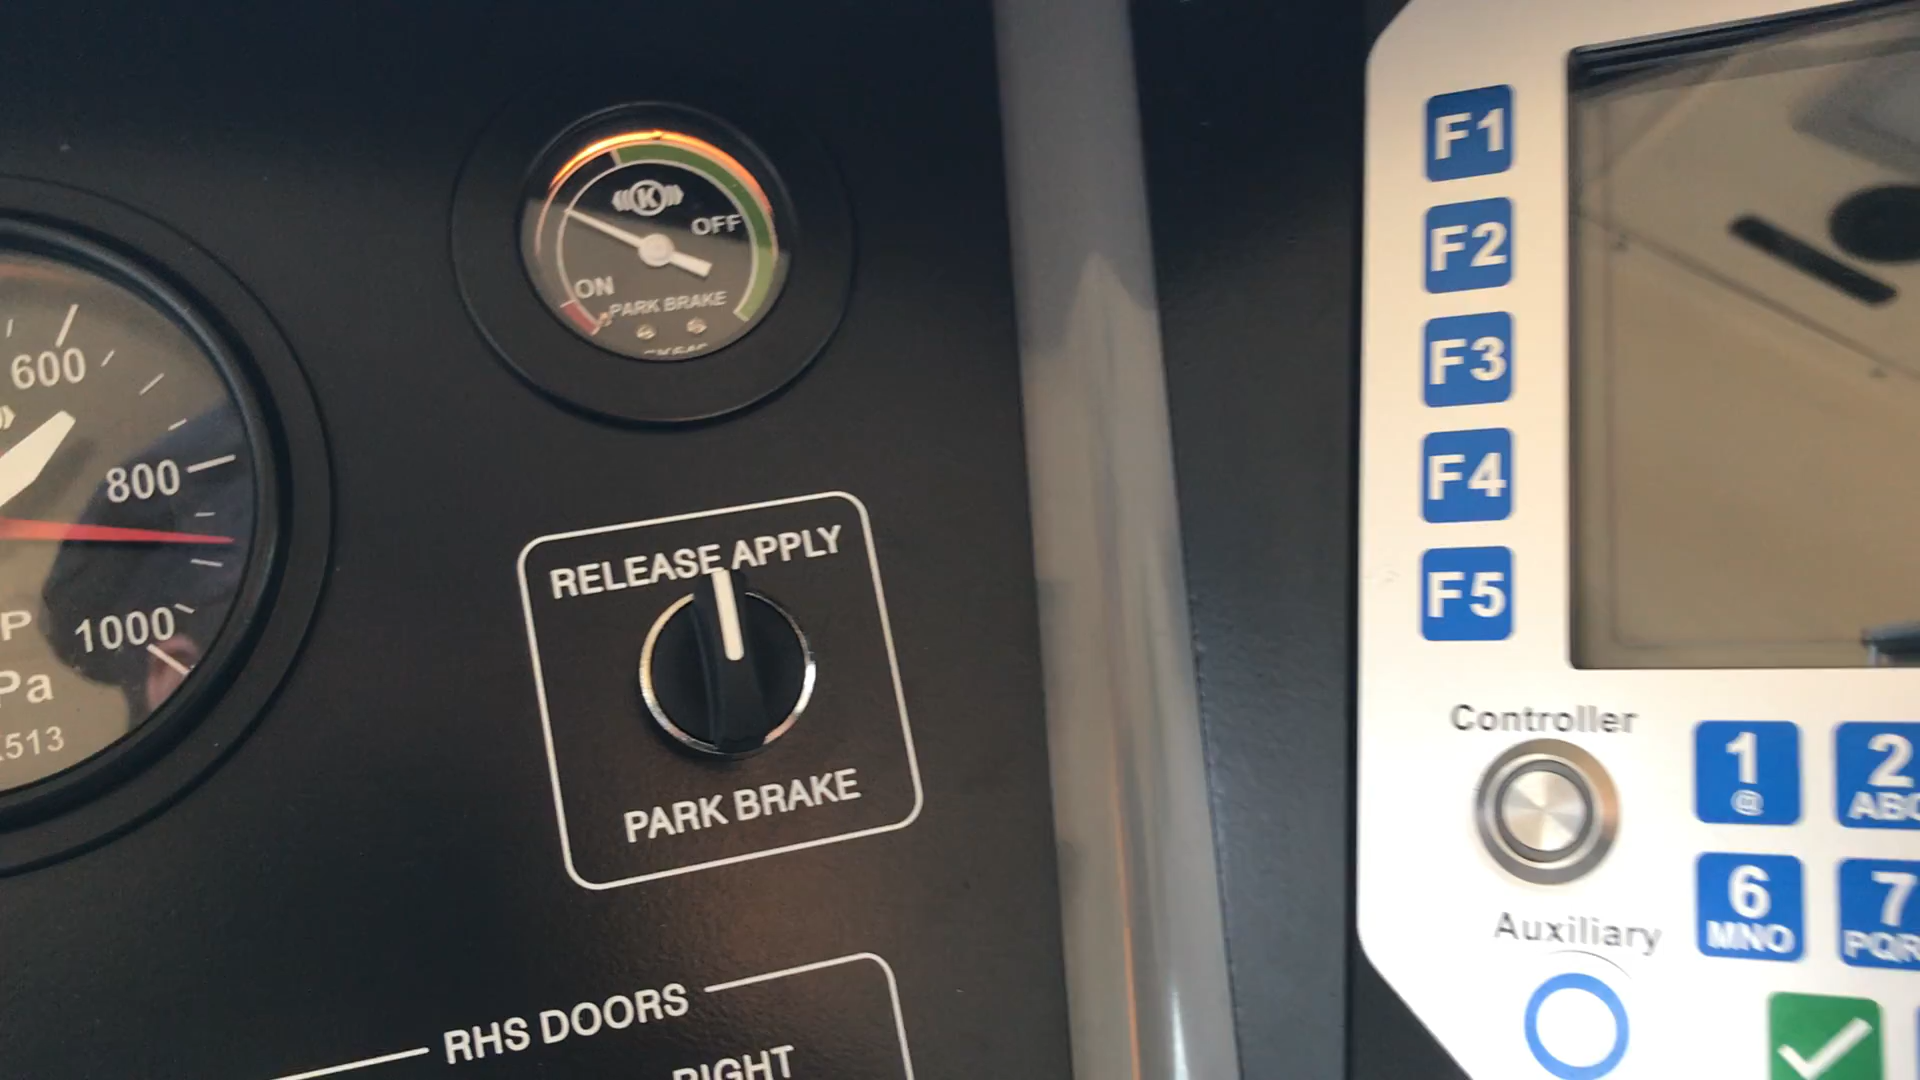 K
OFF
ON
PARK BRAKE
600
800
1000
513
RELEASE APPLY
PARK BRAKE
RHS DOORS
RIGHT
F1
F2
F3
F4
F5
Controller
1
@
2
6
MNO
7
Auxiliary